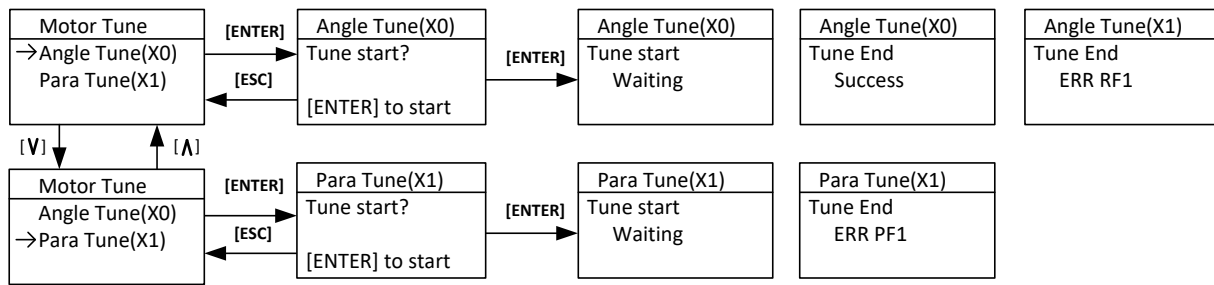 Motor Tune
→Angle Tune(X0)
Para Tune(X1)
[ENTER]
[ESC]
Angle Tune(X0)
Tune start?
[ENTER] to start
[ENTER]
Angle Tune(X0)
Tune start
Waiting
Angle Tune(X0)
Tune End
Success
Angle Tune(X1)
Tune End
ERR RF1
[∨]
[∧]
Motor Tune
Angle Tune(X0)
→Para Tune(X1)
[ENTER]
[ESC]
Para Tune(X1)
Tune start?
[ENTER] to start
[ENTER]
Para Tune(X1)
Tune start
Waiting
Para Tune(X1)
Tune End
ERR PF1